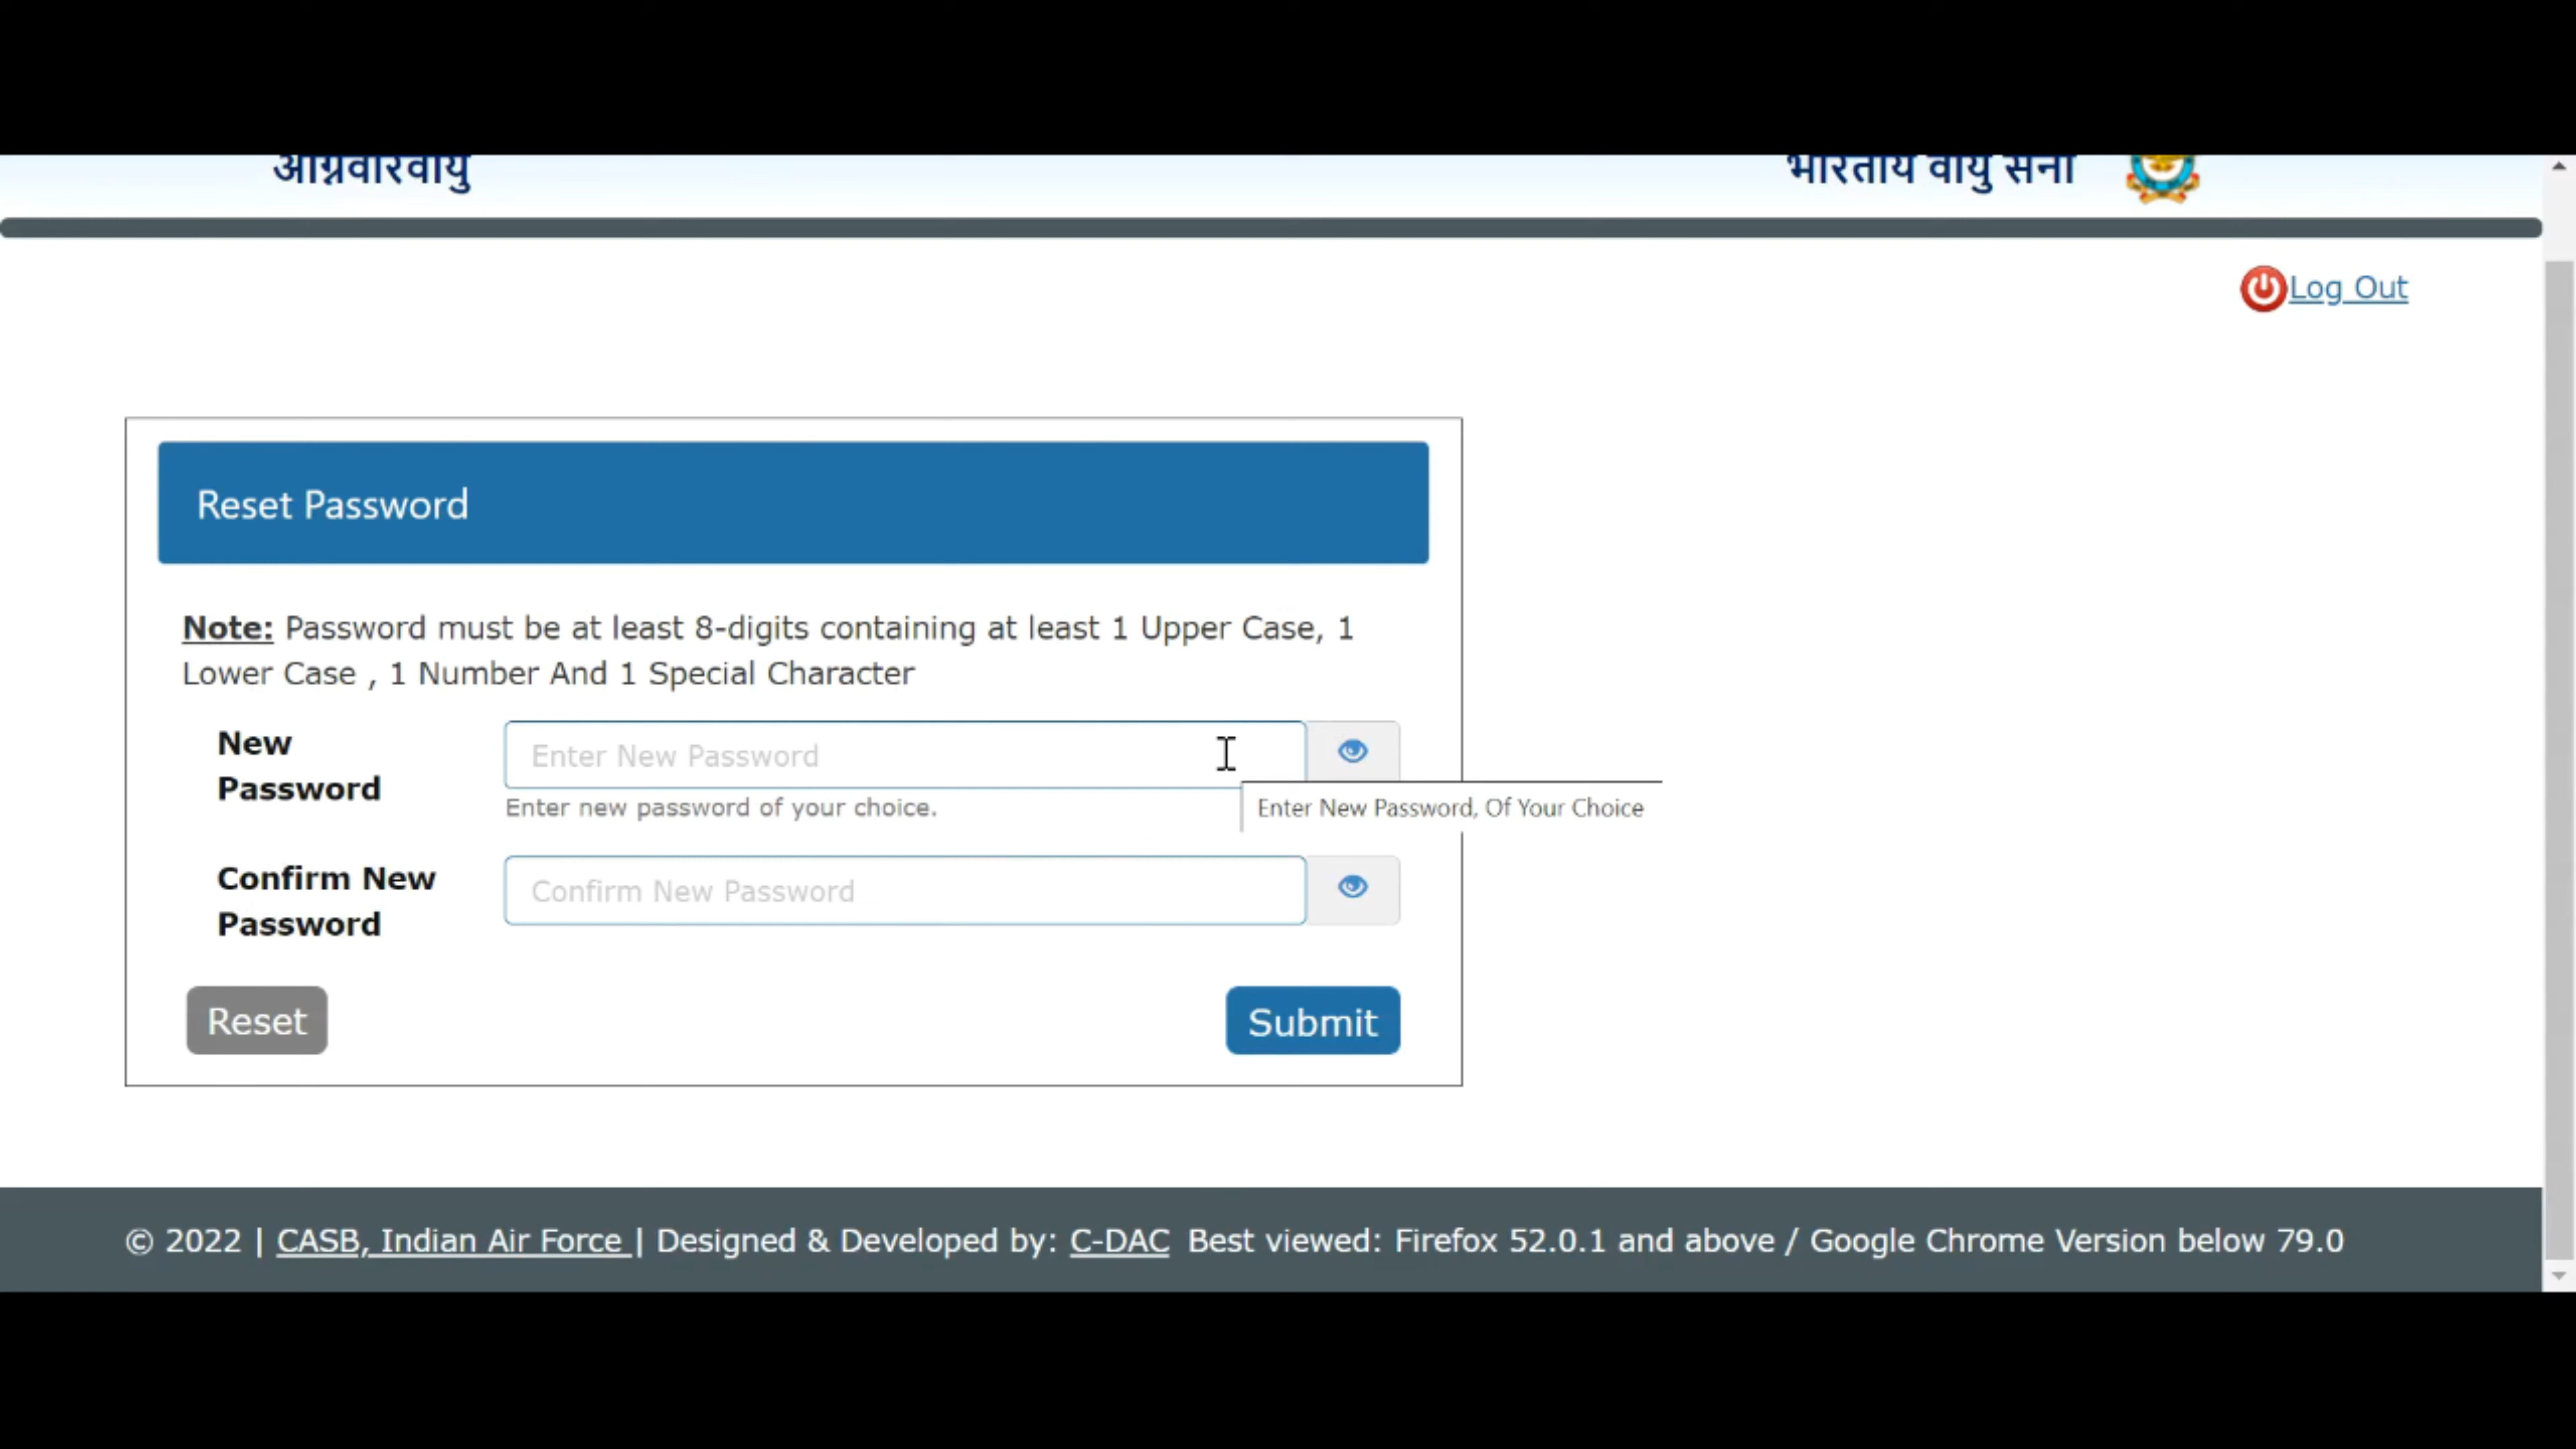 अग्निवीरवायु
भारतीय वायु सेना
Log Out
Reset Password
Note: Password must be at least 8-digits containing at least 1 Upper Case, 1
Lower Case , 1 Number And 1 Special Character
New
Password
Enter New Password
Enter new password of your choice.
Enter New Password, Of Your Choice
Confirm New
Password
Confirm New Password
Reset
Submit
© 2022 | CASB, Indian Air Force | Designed & Developed by: C-DAC Best viewed: Firefox 52.0.1 and above / Google Chrome Version below 79.0